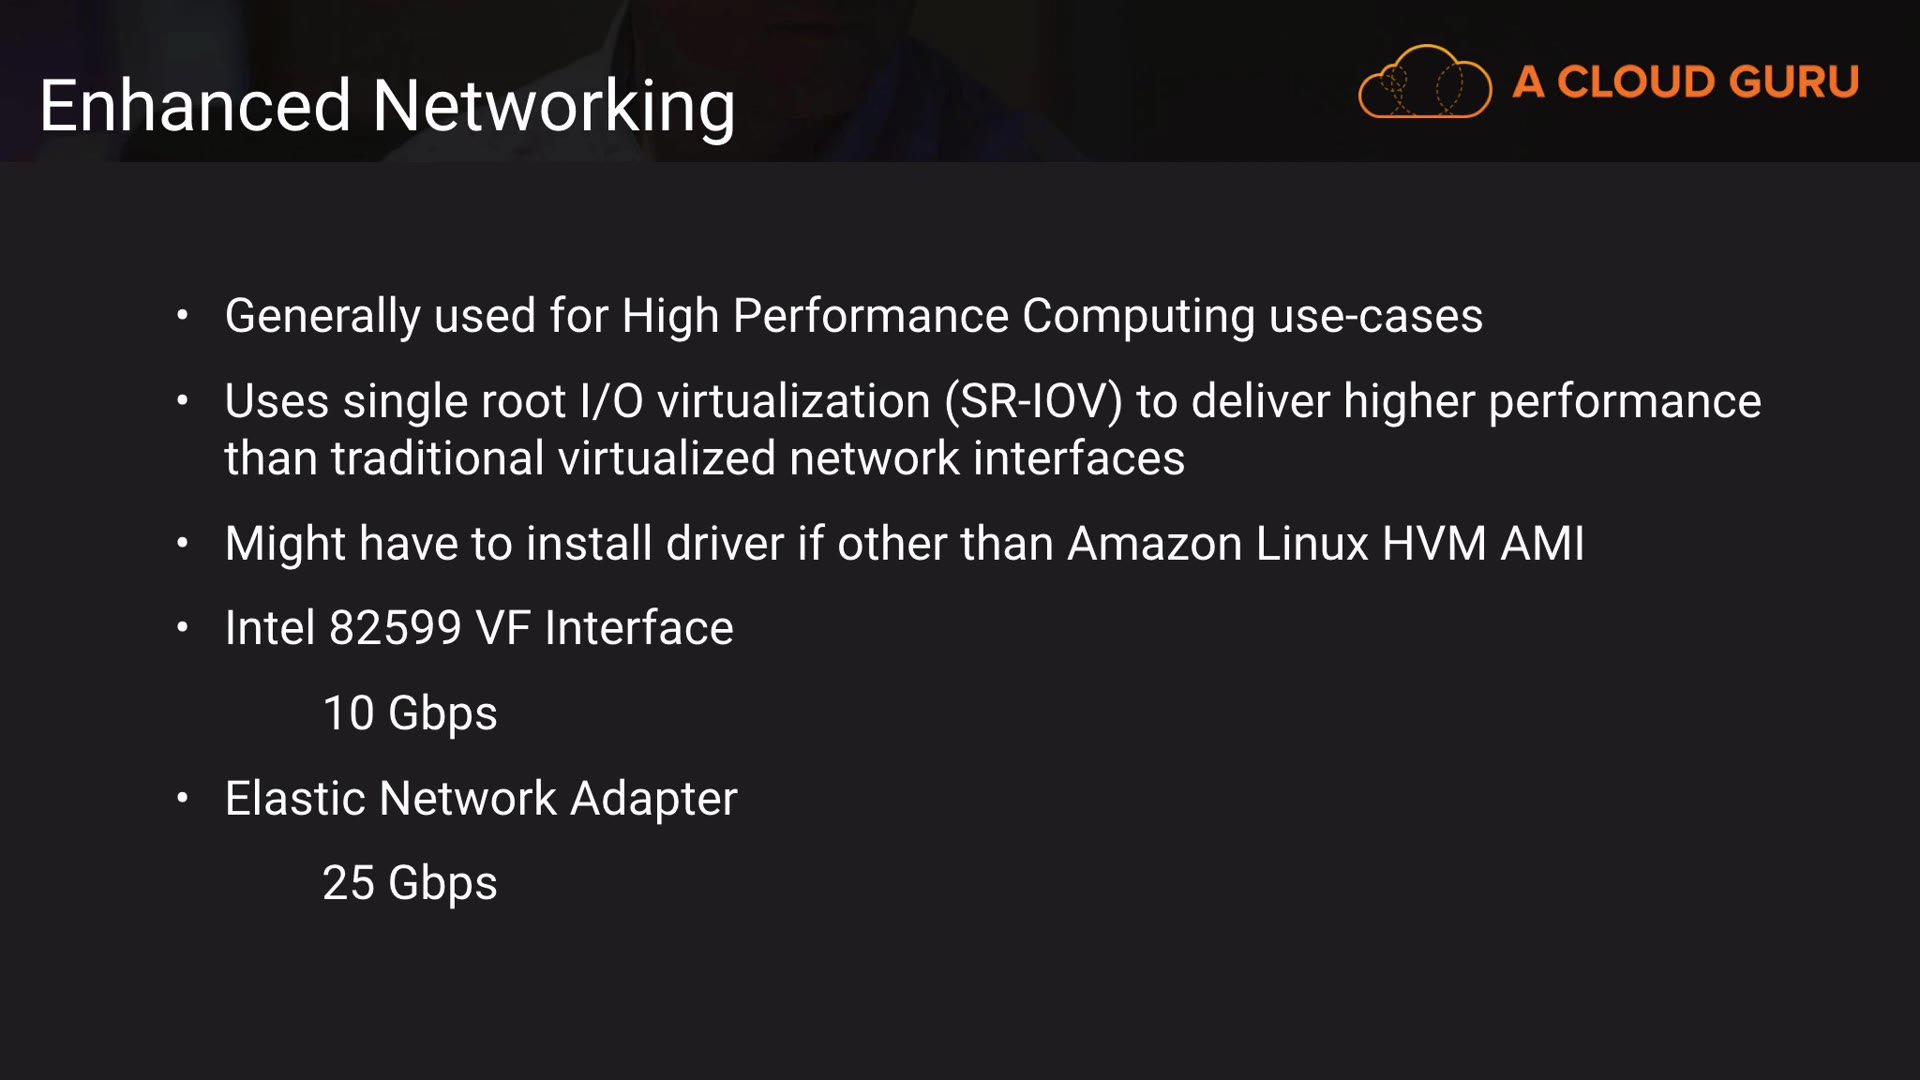 Enhanced Networking
A CLOUD GURU
• Generally used for High Performance Computing use-cases
• Uses single root I/O virtualization (SR-IOV) to deliver higher performance
than traditional virtualized network interfaces
• Might have to install driver if other than Amazon Linux HVM AMI
• Intel 82599 VF Interface
10 Gbps
• Elastic Network Adapter
25 Gbps